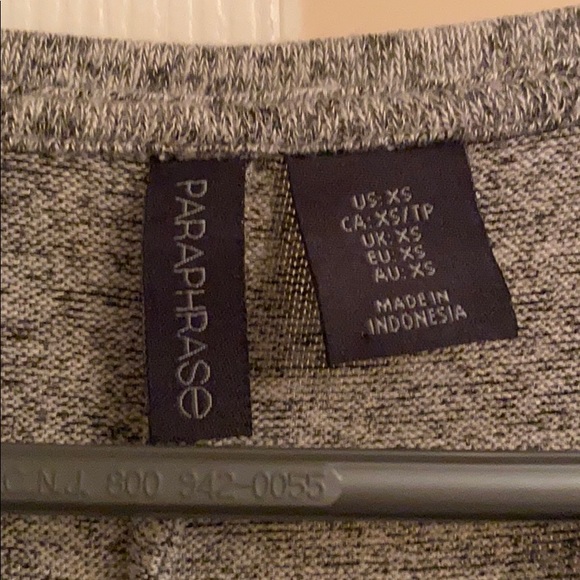 PARAPHRASE
US: XS
CA: XS/TP
UK: XS
EU: XS
AU: XS
MADE IN
INDONESIA
C N.J. 800 942-0055